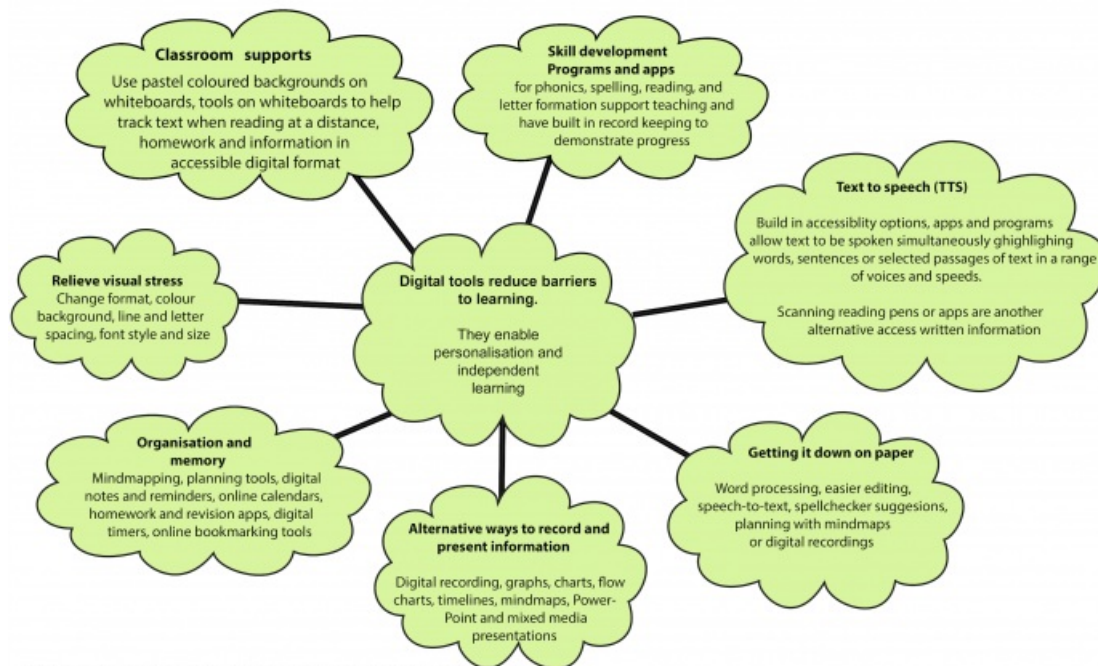 Classroom supports
Use pastel coloured backgrounds on
whiteboards, tools on whiteboards to help
track text when reading at a distance,
homework and information in
accessible digital format
Skill development
Programs and apps
for phonics, spelling, reading, and
letter formation support teaching and
have built in record keeping to
demonstrate progress
Text to speech (TTS)
Build in accessiblity options, apps and programs
allow text to be spoken simultaneously ghighlighing
words, sentences or selected passages of text in a range
of voices and speeds.
Scanning reading pens or apps are another
alternative access written information
Relieve visual stress
Change format, colour
background, line and letter
spacing, font style and size
Digital tools reduce barriers
to learning.
They enable
personalisation and
independent
learning
Organisation and
memory
Mindmapping, planning tools, digital
notes and reminders, online calendars,
homework and revision apps, digital
timers, online bookmarking tools
Alternative ways to record and
present information
Digital recording, graphs, charts, flow
charts, timelines, mindmaps, Power-
Point and mixed media
presentations
Getting it down on paper
Word processing, easier editing,
speech-to-text, spellchecker suggesions,
planning with mindmaps
or digital recordings